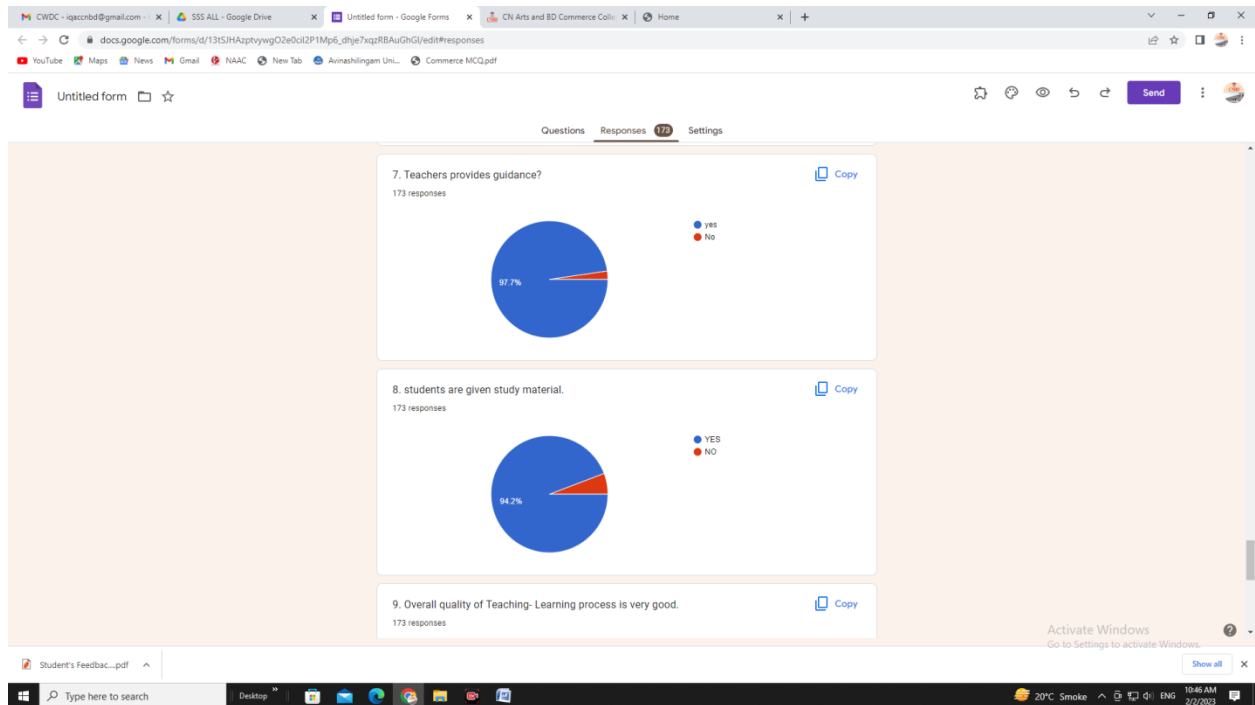 CWDC - iqaccnbd@gmail.com -
SSS ALL - Google Drive
Untitled form - Google Forms
CN Arts and BD Commerce Colle
Home
docs.google.com/forms/d/13tSJHAzptvywgO2e0cil2P1Mp6_dhje7xqzRBAuGhGI/edit#responses
YouTube Maps News Gmail NAAC New Tab Avinashilingam Uni... Commerce MCQ.pdf
Untitled form
Send
Questions Responses 173 Settings
7. Teachers provides guidance?
Copy
173 responses
yes
No
97.7%
8. students are given study material.
Copy
173 responses
YES
NO
94.2%
9. Overall quality of Teaching- Learning process is very good.
Copy
173 responses
Activate Windows
Go to Settings to activate Windows.
Student's Feedbac....pdf
Show all
Type here to search
Desktop
20°C Smoke
ENG
10:46 AM
2/2/2023